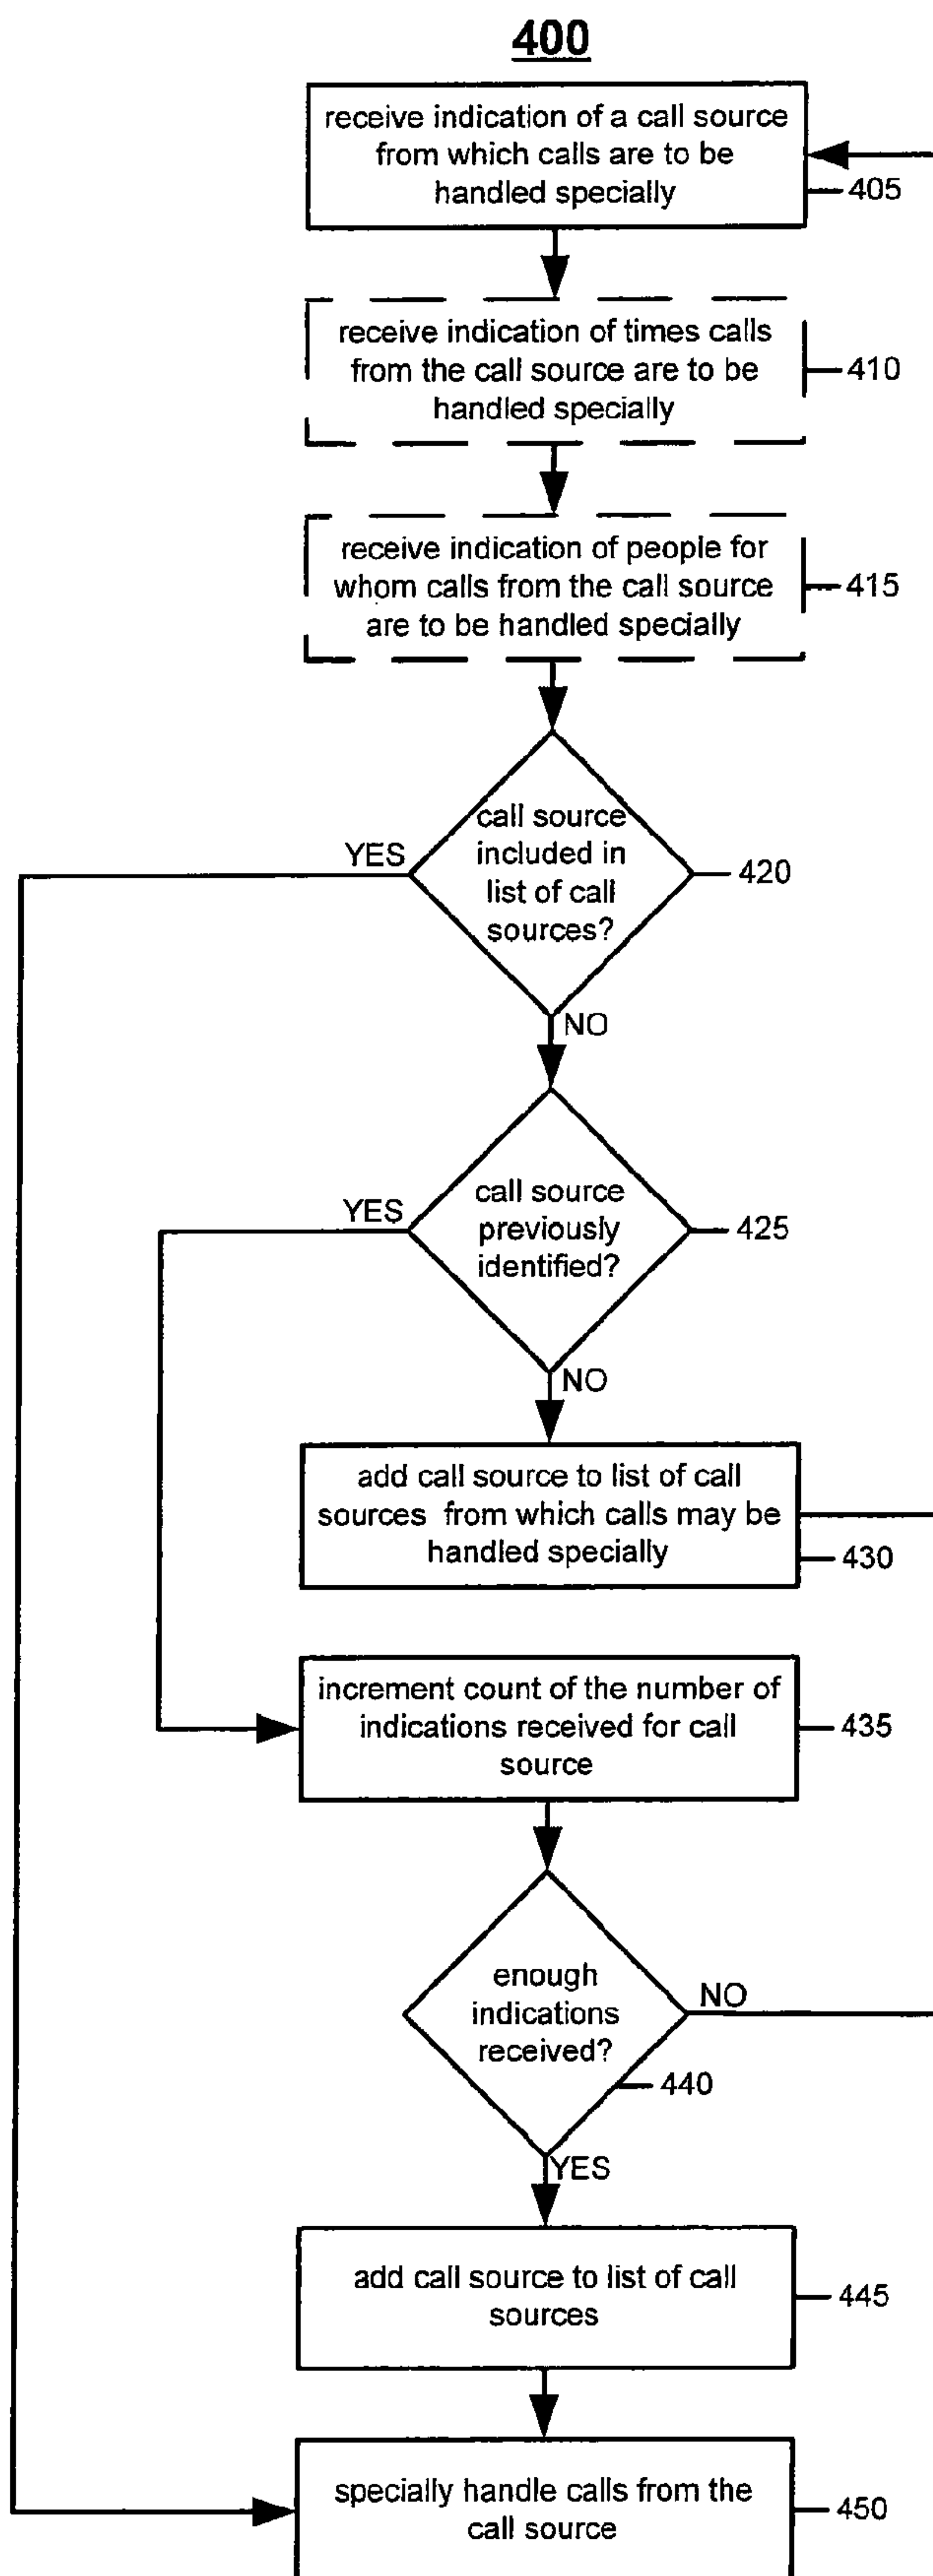 400
receive indication of a call source
from which calls are to be
handled specially
405
receive indication of times calls
from the call source are to be
handled specially
410
receive indication of people for
whom calls from the call source
are to be handled specially
415
call source
included in
list of call
sources?
YES
420
NO
call source
previously
identified?
YES
425
NO
add call source to list of call
sources from which calls may be
handled specially
430
increment count of the number of
indications received for call
source
435
enough
indications
received?
NO
440
YES
add call source to list of call
sources
445
specially handle calls from the
call source
450